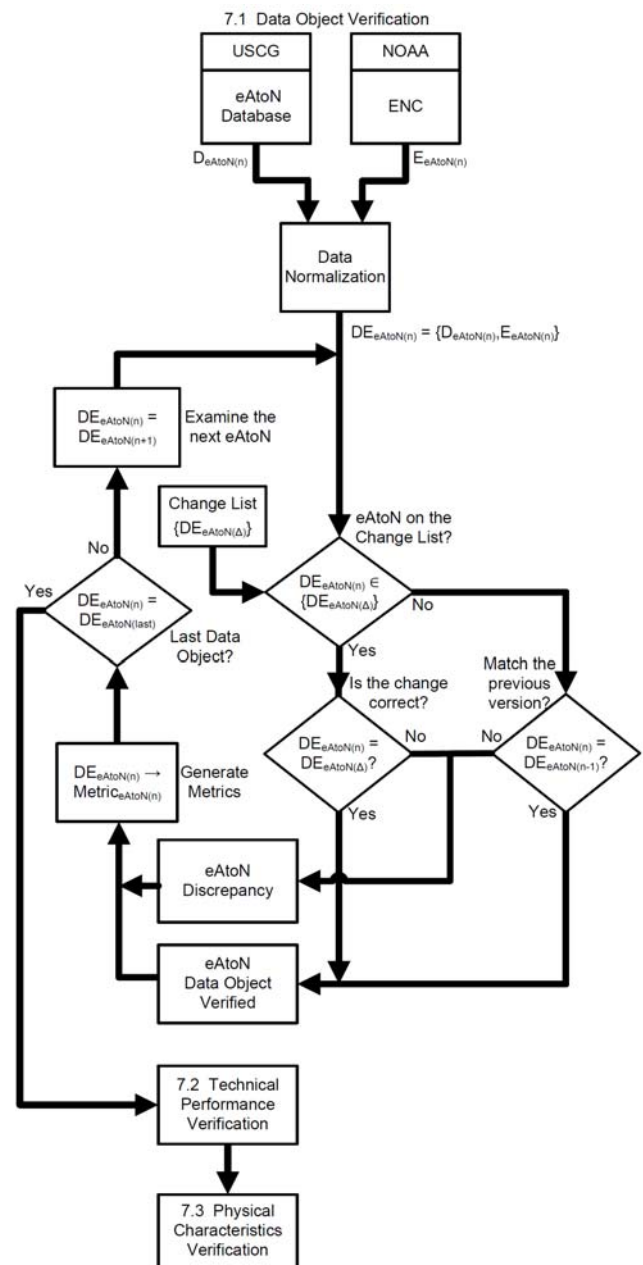 7.1 Data Object Verification
USCG
NOAA
eAtoN
Database
ENC
DeAtoN(n)
EeAtoN(n)
Data
Normalization
DEeAtoN(n) = {DeAtoN(n),EeAtoN(n)}
DEeAtoN(n) =
DEeAtoN(n+1)
Examine the
next eAtoN
Change List
{DEeAtoN(Δ)}
eAtoN on the
Change List?
DEeAtoN(n) ∈
{DEeAtoN(Δ)}
No
Yes
No
Yes
DEeAtoN(n) =
DEeAtoN(last)
Last Data
Object?
Is the change
correct?
Match the
previous
version?
DEeAtoN(n) =
DEeAtoN(Δ)?
No
No
DEeAtoN(n) =
DEeAtoN(n-1)?
Yes
Yes
DEeAtoN(n) →
MetriceAtoN(n)
Generate
Metrics
eAtoN
Discrepancy
eAtoN
Data Object
Verified
7.2 Technical
Performance
Verification
7.3 Physical
Characteristics
Verification